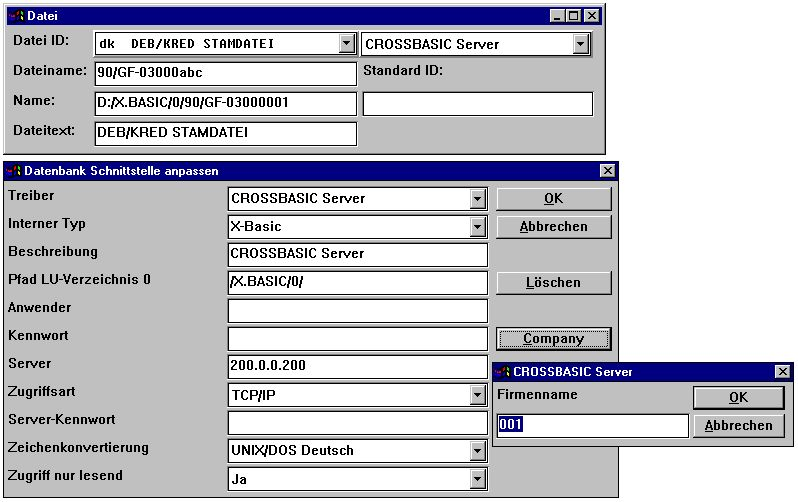 Datei
Datei ID: dk DEB/KRED STAMDATEI CROSSBASIC Server
Dateiname: 90/GF-03000abc Standard ID:
Name: D:/X.BASIC/0/90/GF-03000001
Dateitext: DEB/KRED STAMDATEI
Datenbank Schnittstelle anpassen
Treiber CROSSBASIC Server OK
Interner Typ X-Basic Abbrechen
Beschreibung CROSSBASIC Server
Pfad LU-Verzeichnis 0 /X.BASIC/0/ Löschen
Anwender
Kennwort Company
Server 200.0.0.200
Zugriffsart TCP/IP
Server-Kennwort
Zeichenkonvertierung UNIX/DOS Deutsch
Zugriff nur lesend Ja
CROSSBASIC Server
Firmenname OK
001 Abbrechen